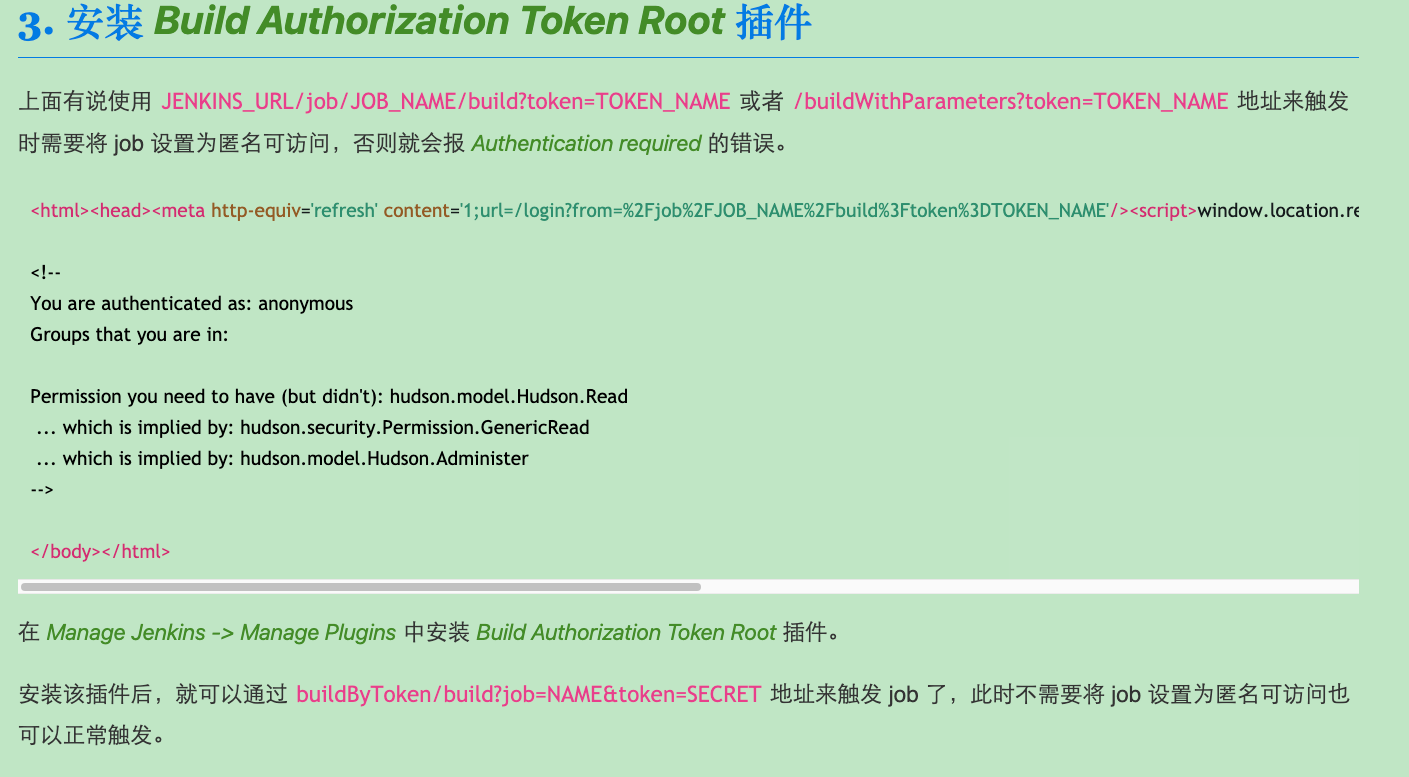 3. 安装 Build Authorization Token Root 插件
上面有说使用 JENKINS_URL/job/JOB_NAME/build?token=TOKEN_NAME 或者 /buildWithParameters?token=TOKEN_NAME 地址来触发
时需要将 job 设置为匿名可访问，否则就会报 Authentication required 的错误。
<html><head><meta http-equiv='refresh' content='1;url=/login?from=%2Fjob%2FJOB_NAME%2Fbuild%3Ftoken%3DTOKEN_NAME'/><script>window.location.re
<!--
You are authenticated as: anonymous
Groups that you are in:
Permission you need to have (but didn't): hudson.model.Hudson.Read
... which is implied by: hudson.security.Permission.GenericRead
... which is implied by: hudson.model.Hudson.Administer
-->
</body></html>
在 Manage Jenkins -> Manage Plugins 中安装 Build Authorization Token Root 插件。
安装该插件后，就可以通过 buildByToken/build?job=NAME&token=SECRET 地址来触发 job 了，此时不需要将 job 设置为匿名可访问也
可以正常触发。